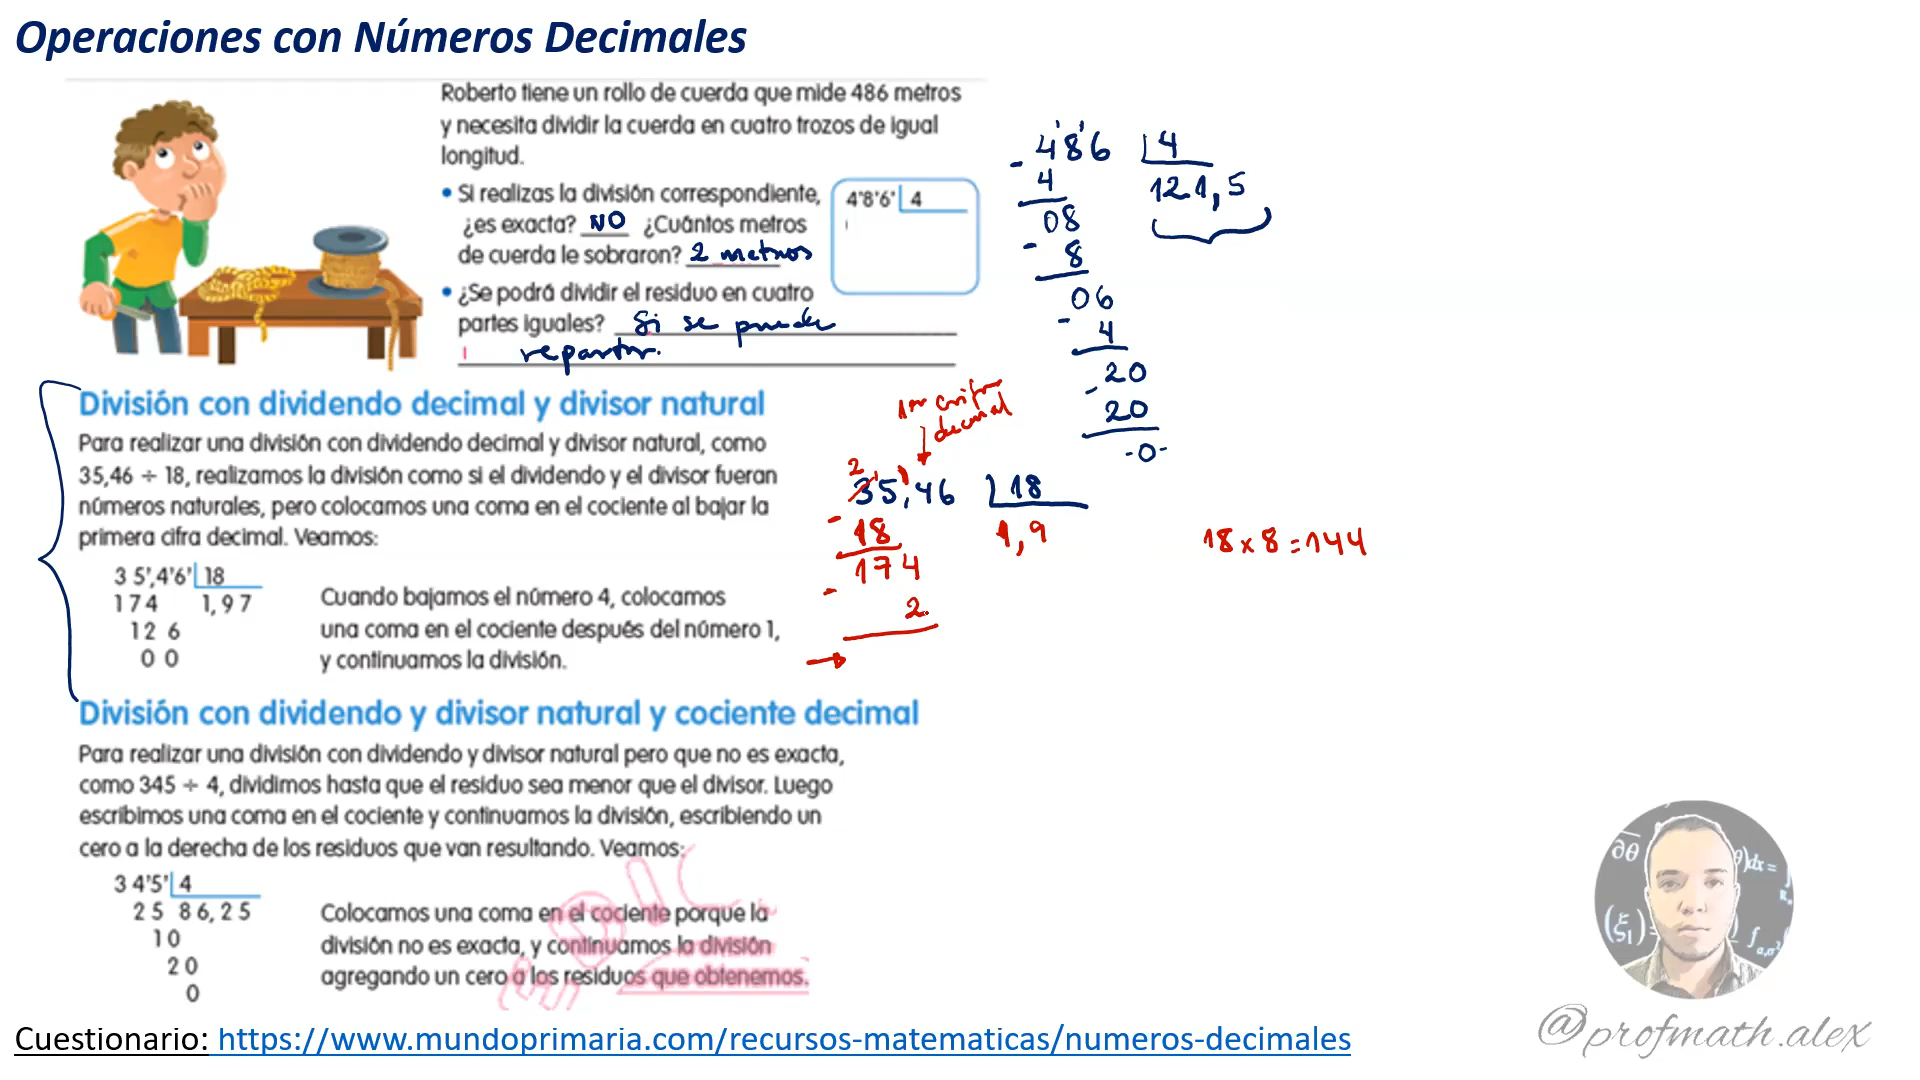 Operaciones con Números Decimales
Roberto tiene un rollo de cuerda que mide 486 metros
y necesita dividir la cuerda en cuatro trozos de igual
longitud.
• Si realizas la división correspondiente,
¿es exacta? NO ¿Cuántos metros
de cuerda le sobraron? 2 metros
4'8'6' 4
• ¿Se podrá dividir el residuo en cuatro
partes iguales? Si se puede
repartir.
486 4
- 4 121,5
08
- 8
06
- 4
20
- 20
-0-
División con dividendo decimal y divisor natural
Para realizar una división con dividendo decimal y divisor natural, como
35,46 ÷ 18, realizamos la división como si el dividendo y el divisor fueran
números naturales, pero colocamos una coma en el cociente al bajar la
primera cifra decimal. Veamos:
3 5',4'6' 18
1 7 4 1, 9 7
1 2 6
0 0
Cuando bajamos el número 4, colocamos
una coma en el cociente después del número 1,
y continuamos la división.
decimal
2
35,46 18
- 18 1,9
174
- 2
18 x 8 = 144
División con dividendo y divisor natural y cociente decimal
Para realizar una división con dividendo y divisor natural pero que no es exacta,
como 345 ÷ 4, dividimos hasta que el residuo sea menor que el divisor. Luego
escribimos una coma en el cociente y continuamos la división, escribiendo un
cero a la derecha de los residuos que van resultando. Veamos:
3 4'5' 4
2 5 8 6, 2 5
1 0
2 0
0
Colocamos una coma en el cociente porque la
división no es exacta, y continuamos la división
agregando un cero a los residuos que obtenemos.
Cuestionario: https://www.mundoprimaria.com/recursos-matematicas/numeros-decimales
@profmath.alex